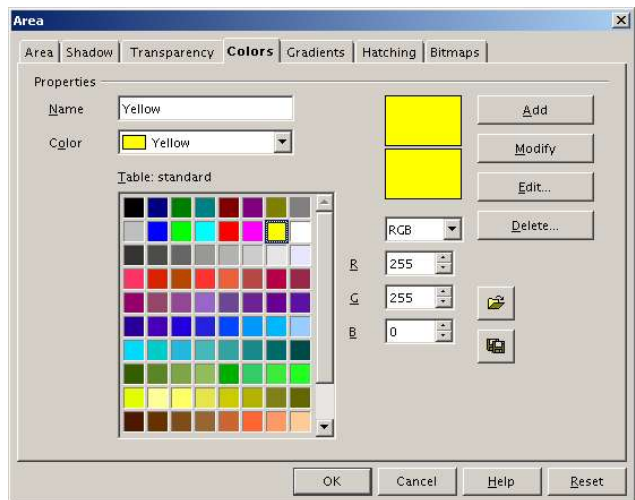 Area
Area Shadow Transparency Colors Gradients Hatching Bitmaps
Properties
Name Yellow Add
Color Yellow Modify
Table: standard
Edit...
Delete...
RGB
R 255
G 255
B 0
OK Cancel Help Reset